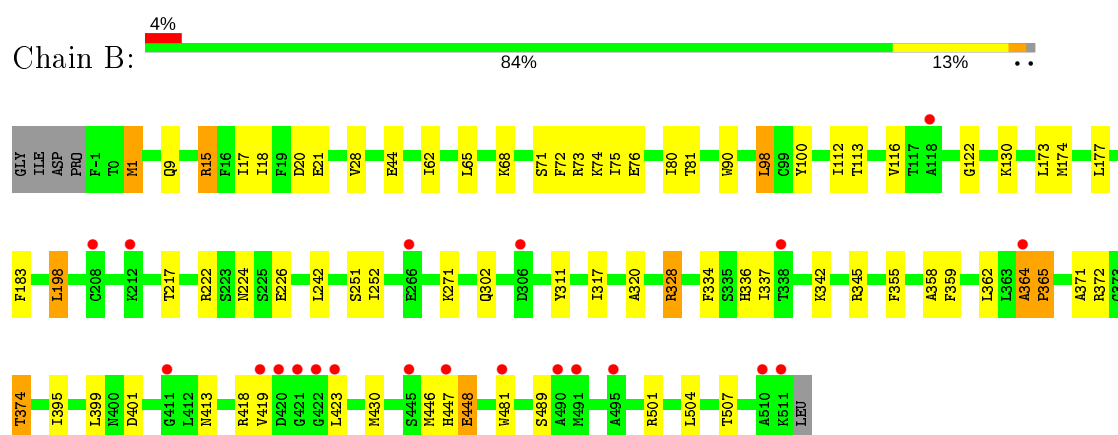 4%
Chain B:
84%
13%
GLY ILE ASP PRO F-1 T0 M1 Q9 R15 F16 I17 I18 F19 D20 E21 V28 E44 I62 L65 K68 S71 F72 R73 K74 I75 E76 I80 T81 W90 L98 C99 Y100 I112 T113 V116 T117 A118 G122 K130 L173 M174 L177
F183 L198 C208 K212 T217 R222 S223 N224 S225 E226 L242 S251 I252 E266 K271 Q302 D306 Y311 I317 A320 R328 F334 S335 H336 I337 T338 K342 R345 F355 A358 F359 L362 L363 A364 P365 A371 R372 G373
T374 I395 L399 N400 D401 G411 L412 N413 R418 V419 D420 G421 G422 L423 M430 S445 M446 H447 E448 W481 S489 A490 M491 A495 R501 L504 T507 A510 K511 LEU